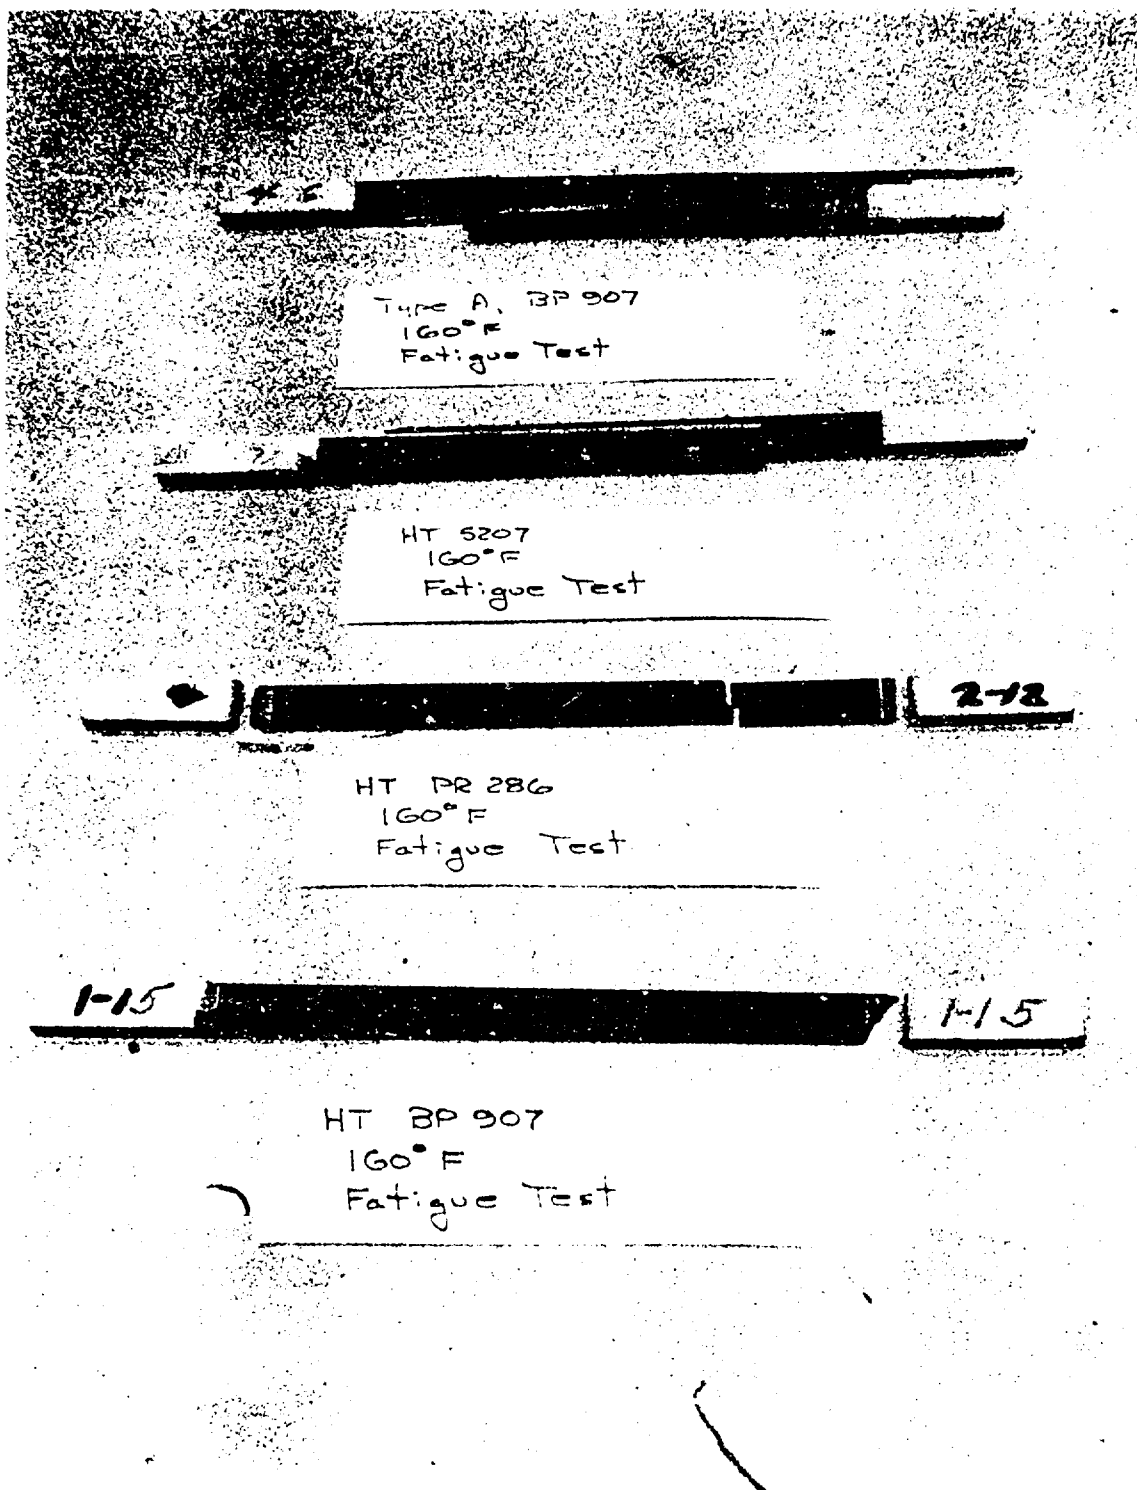 Type A, BP 907
160°F
Fatigue Test
HT 5207
160°F
Fatigue Test
2-12
HT PR 286
160°F
Fatigue Test
1-15 1-15
HT BP 907
160°F
Fatigue Test